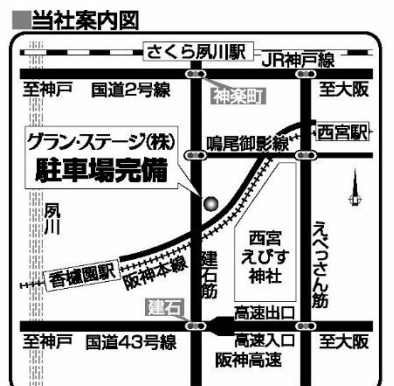 ■当社案内図
さくら夙川駅
JR神戸線
至神戸
国道2号線
神楽町
至大阪
グラン・ステージ(株)
駐車場完備
鳴尾御影線
西宮駅
夙川
香櫨園駅
阪神本線
建石筋
西宮
えびす
神社
えべっさん筋
建石
高速出口
至神戸
国道43号線
高速入口
至大阪
阪神高速